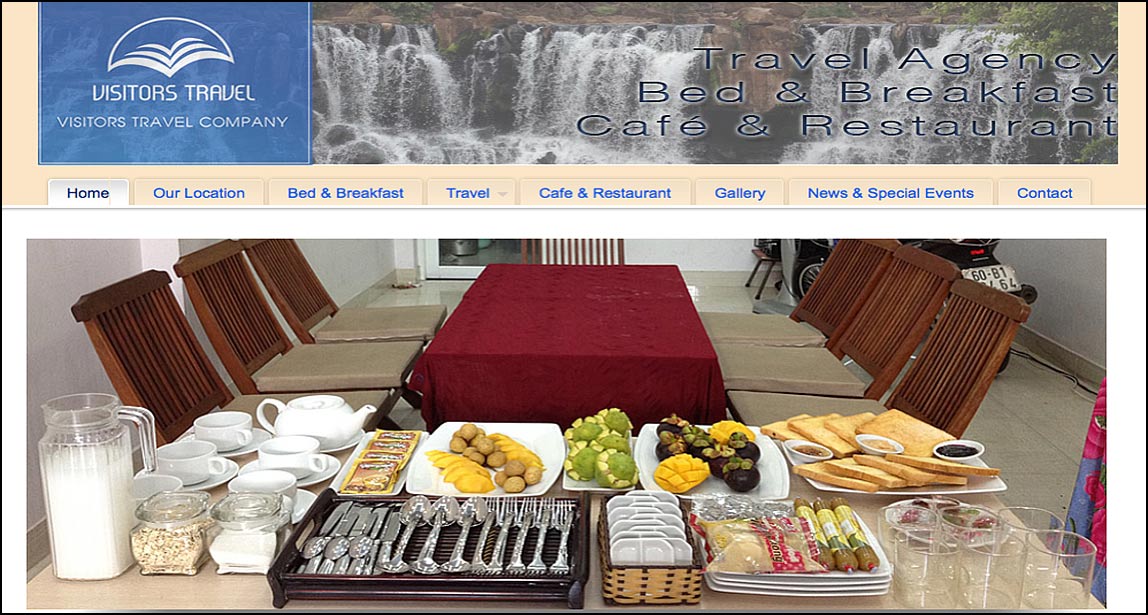 VISITORS TRAVEL
VISITORS TRAVEL COMPANY
Travel Agency
Bed & Breakfast
Café & Restaurant
Home
Our Location
Bed & Breakfast
Travel
Cafe & Restaurant
Gallery
News & Special Events
Contact
60-B1